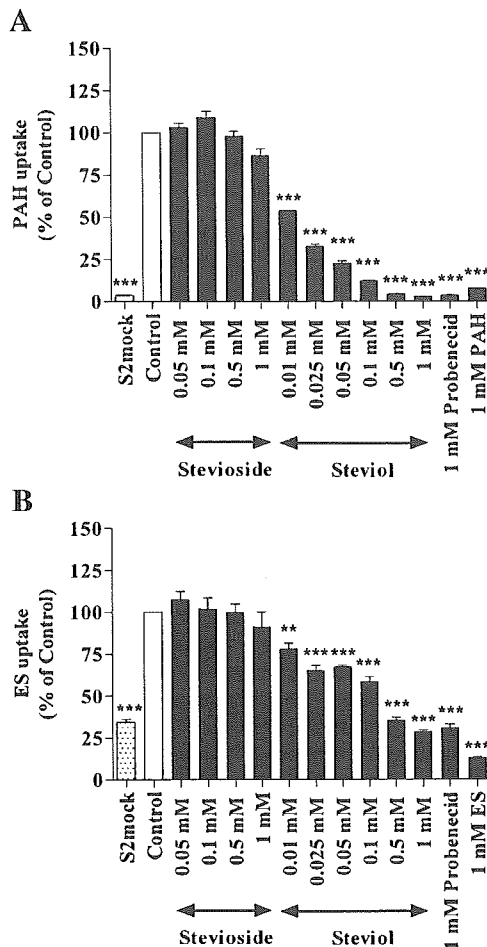 A
PAH uptake
(% of Control)
150
125
100
75
50
25
0
***
***
***
***
***
***
***
***
***
S2mock
Control
0.05 mM
0.1 mM
0.5 mM
1 mM
0.01 mM
0.025 mM
0.05 mM
0.1 mM
0.5 mM
1 mM
1 mM Probenecid
1 mM PAH
Stevioside
Steviol
B
ES uptake
(% of Control)
150
125
100
75
50
25
0
***
**
***
***
***
***
***
***
***
S2mock
Control
0.05 mM
0.1 mM
0.5 mM
1 mM
0.01 mM
0.025 mM
0.05 mM
0.1 mM
0.5 mM
1 mM
1 mM Probenecid
1 mM ES
Stevioside
Steviol